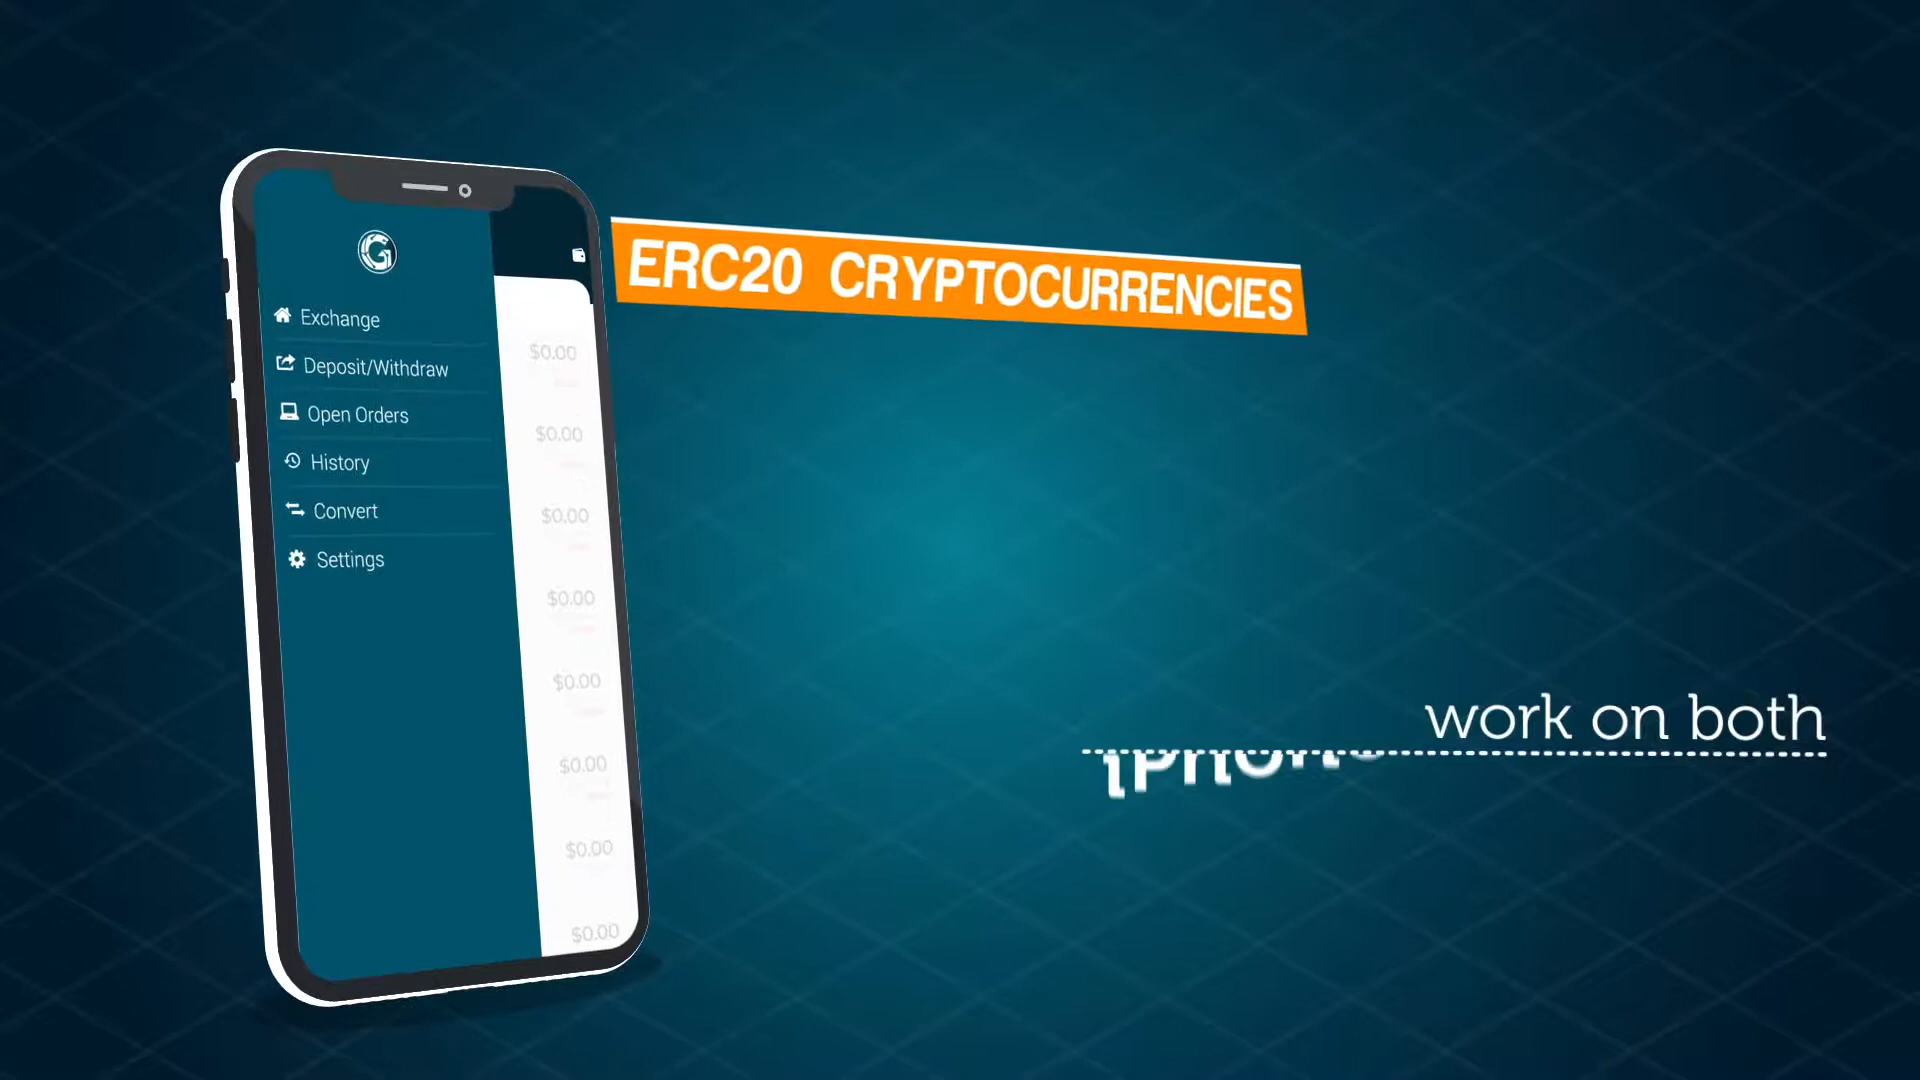 ERC20 CRYPTOCURRENCIES
Exchange
Deposit/Withdraw
Open Orders
History
Convert
Settings
$0.00
$0.00
$0.00
$0.00
$0.00
$0.00
$0.00
$0.00
work on both